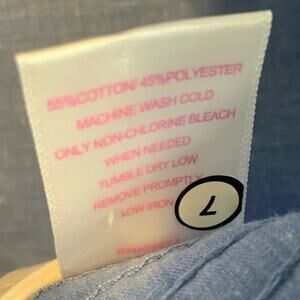 55%COTTON/45%POLYESTER
MACHINE WASH COLD
ONLY NON-CHLORINE BLEACH
WHEN NEEDED
TUMBLE DRY LOW
REMOVE PROMPTLY
LOW IRON
7